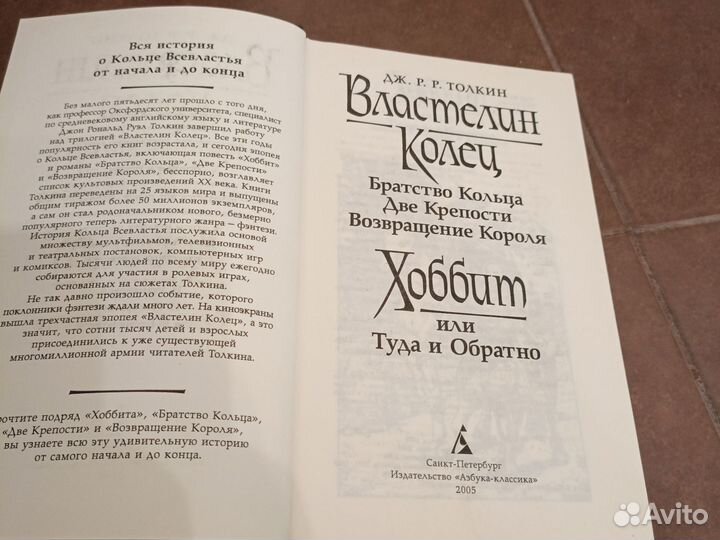 Вся история
о Кольце Всевластья
от начала и до конца
Без малого пятьдесят лет прошло с того дня,
как профессор Оксфордского университета, специалист
по средневековому английскому языку и литературе
Джон Рональд Руэл Толкин завершил работу
над трилогией «Властелин Колец». Все эти годы
популярность его книг возрастала, и сегодня эпопея
о Кольце Всевластья, включающая повесть «Хоббит»
и романы «Братство Кольца», «Две Крепости»
и «Возвращение Короля», бесспорно, возглавляет
список культовых произведений XX века. Книги
Толкина переведены на 25 языков мира и выпущены
общим тиражом более 50 миллионов экземпляров,
а сам он стал родоначальником нового, безмерно
популярного теперь литературного жанра — фэнтези.
История Кольца Всевластья послужила основой
множеству мультфильмов, телевизионных
и театральных постановок, компьютерных игр
и комиксов. Тысячи людей по всему миру ежегодно
собираются для участия в ролевых играх,
основанных на сюжетах Толкина.
Не так давно произошло событие, которого
поклонники фэнтези ждали много лет. На киноэкраны
вышла трехчастная эпопея «Властелин Колец», а это
значит, что сотни тысяч детей и взрослых
присоединились к уже существующей
многомиллионной армии читателей Толкина.
рочтите подряд «Хоббита», «Братство Кольца»,
«Две Крепости» и «Возвращение Короля»,
вы узнаете всю эту удивительную историю
от самого начала и до конца.
ДЖ. Р. Р. ТОЛКИН
Властелин
Колец
Братство Кольца
Две Крепости
Возвращение Короля
Хоббит
или
Туда и Обратно
Санкт-Петербург
Издательство «Азбука-классика»
2005
Avito